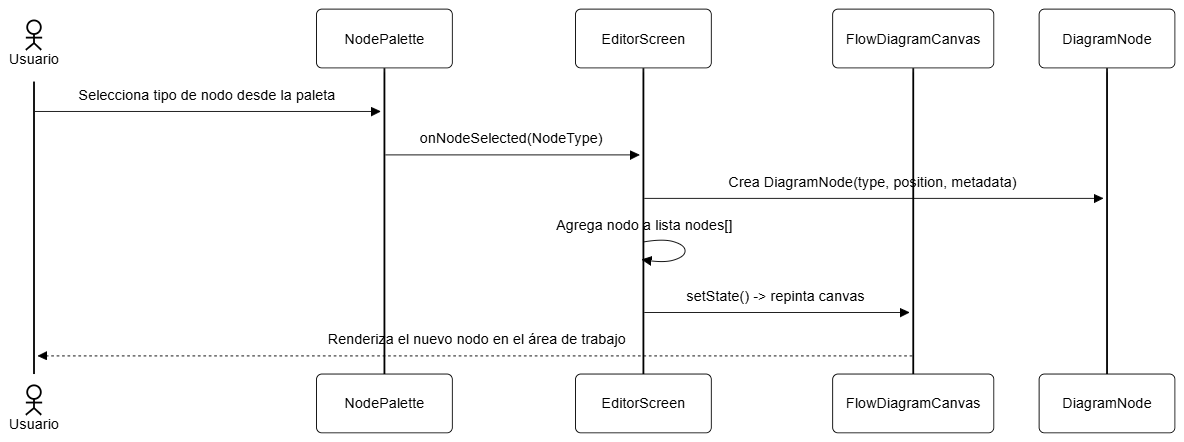 Usuario
NodePalette
EditorScreen
FlowDiagramCanvas
DiagramNode
Selecciona tipo de nodo desde la paleta
onNodeSelected(NodeType)
Crea DiagramNode(type, position, metadata)
Agrega nodo a lista nodes[]
setState() -> repinta canvas
Renderiza el nuevo nodo en el área de trabajo
Usuario
NodePalette
EditorScreen
FlowDiagramCanvas
DiagramNode